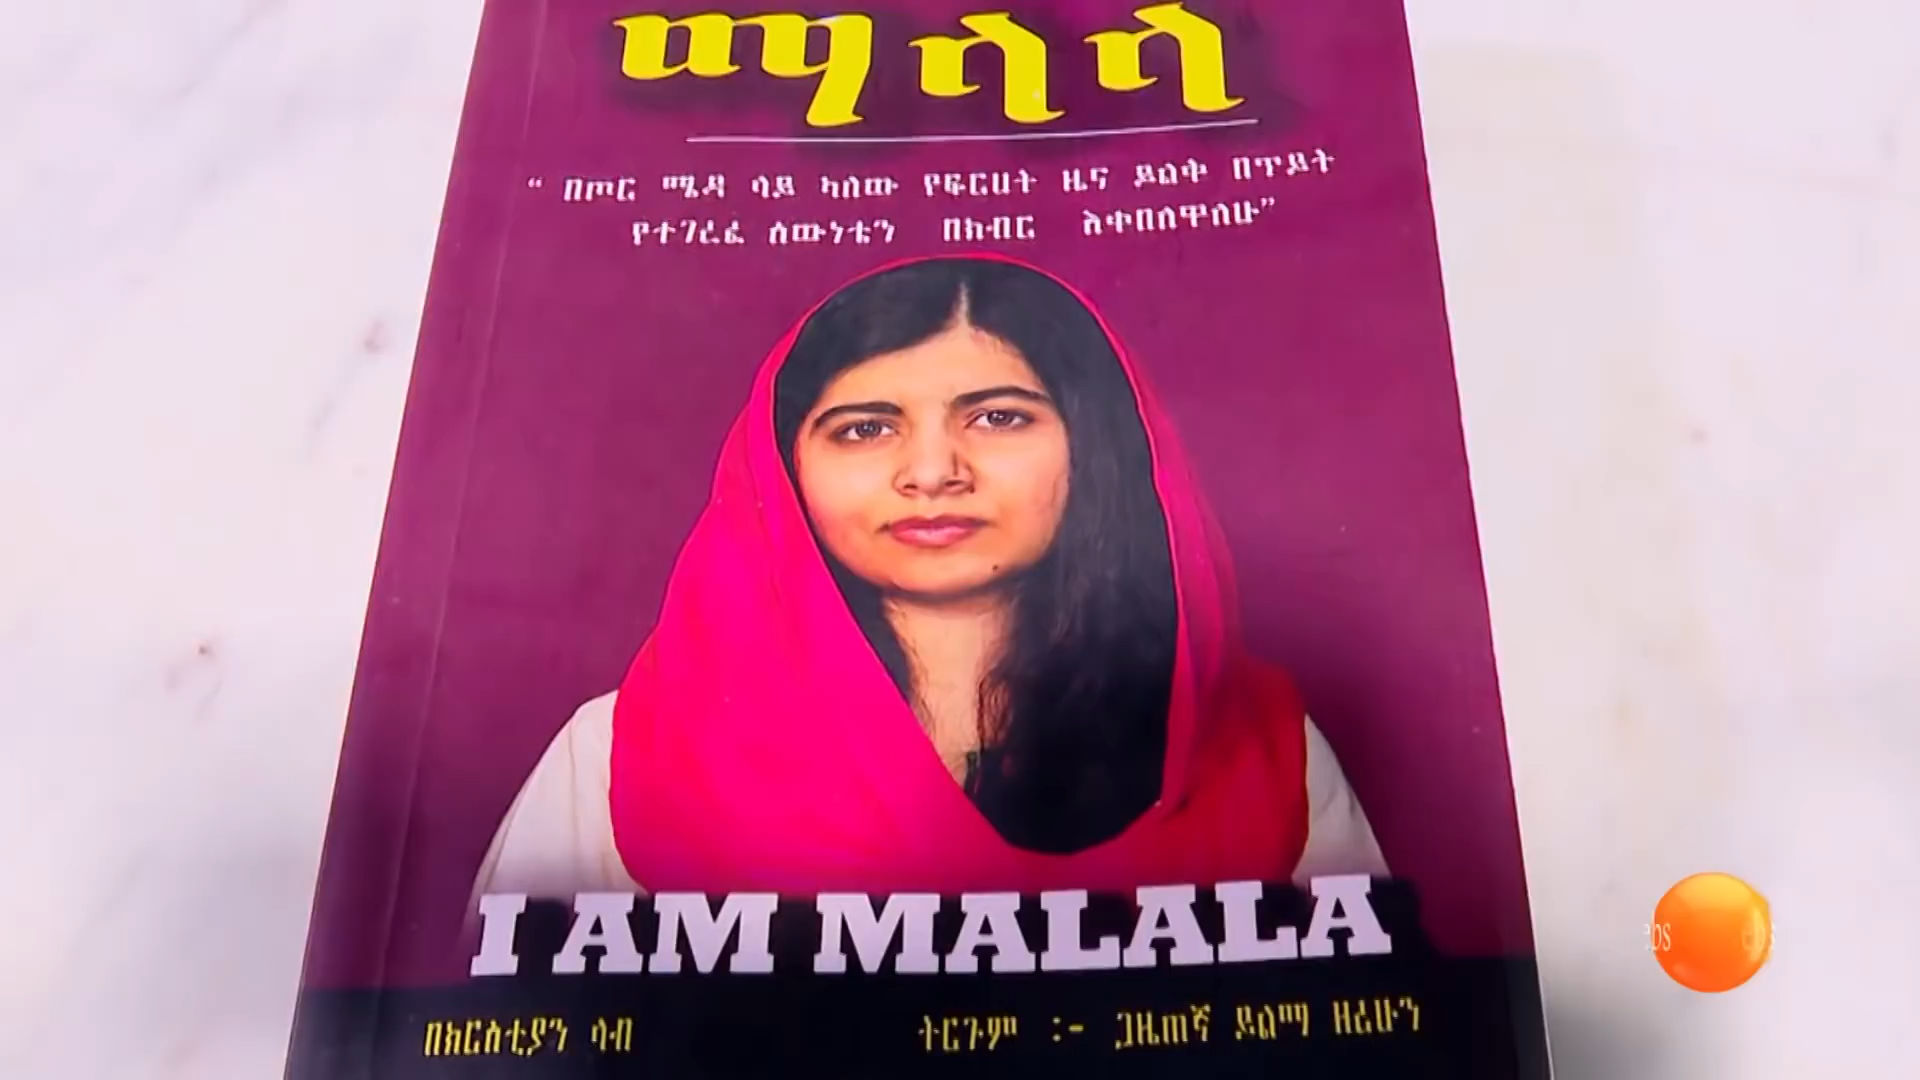 ማላላ
“ በጦር ሜዳ ላይ ካለው የፍርሀት ዜና ይልቅ በጥይት
የተገረፈ ሰውነቴን በክብር እቀበለዋለሁ”
I AM MALALA
በክርስቲያን ላብ
ትርጉም :- ጋዜጠኛ ይልማ ዘሪሁን
ebs